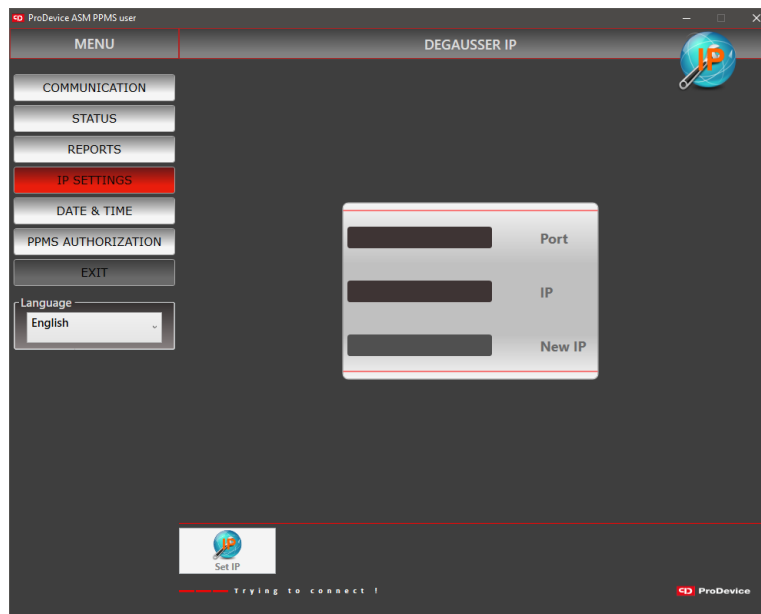 ProDevice ASM PPMS user
MENU
DEGAUSSER IP
IP
COMMUNICATION
STATUS
REPORTS
IP SETTINGS
DATE & TIME
PPMS AUTHORIZATION
EXIT
Language
English
Port
IP
New IP
IP
Set IP
Trying to connect !
ProDevice